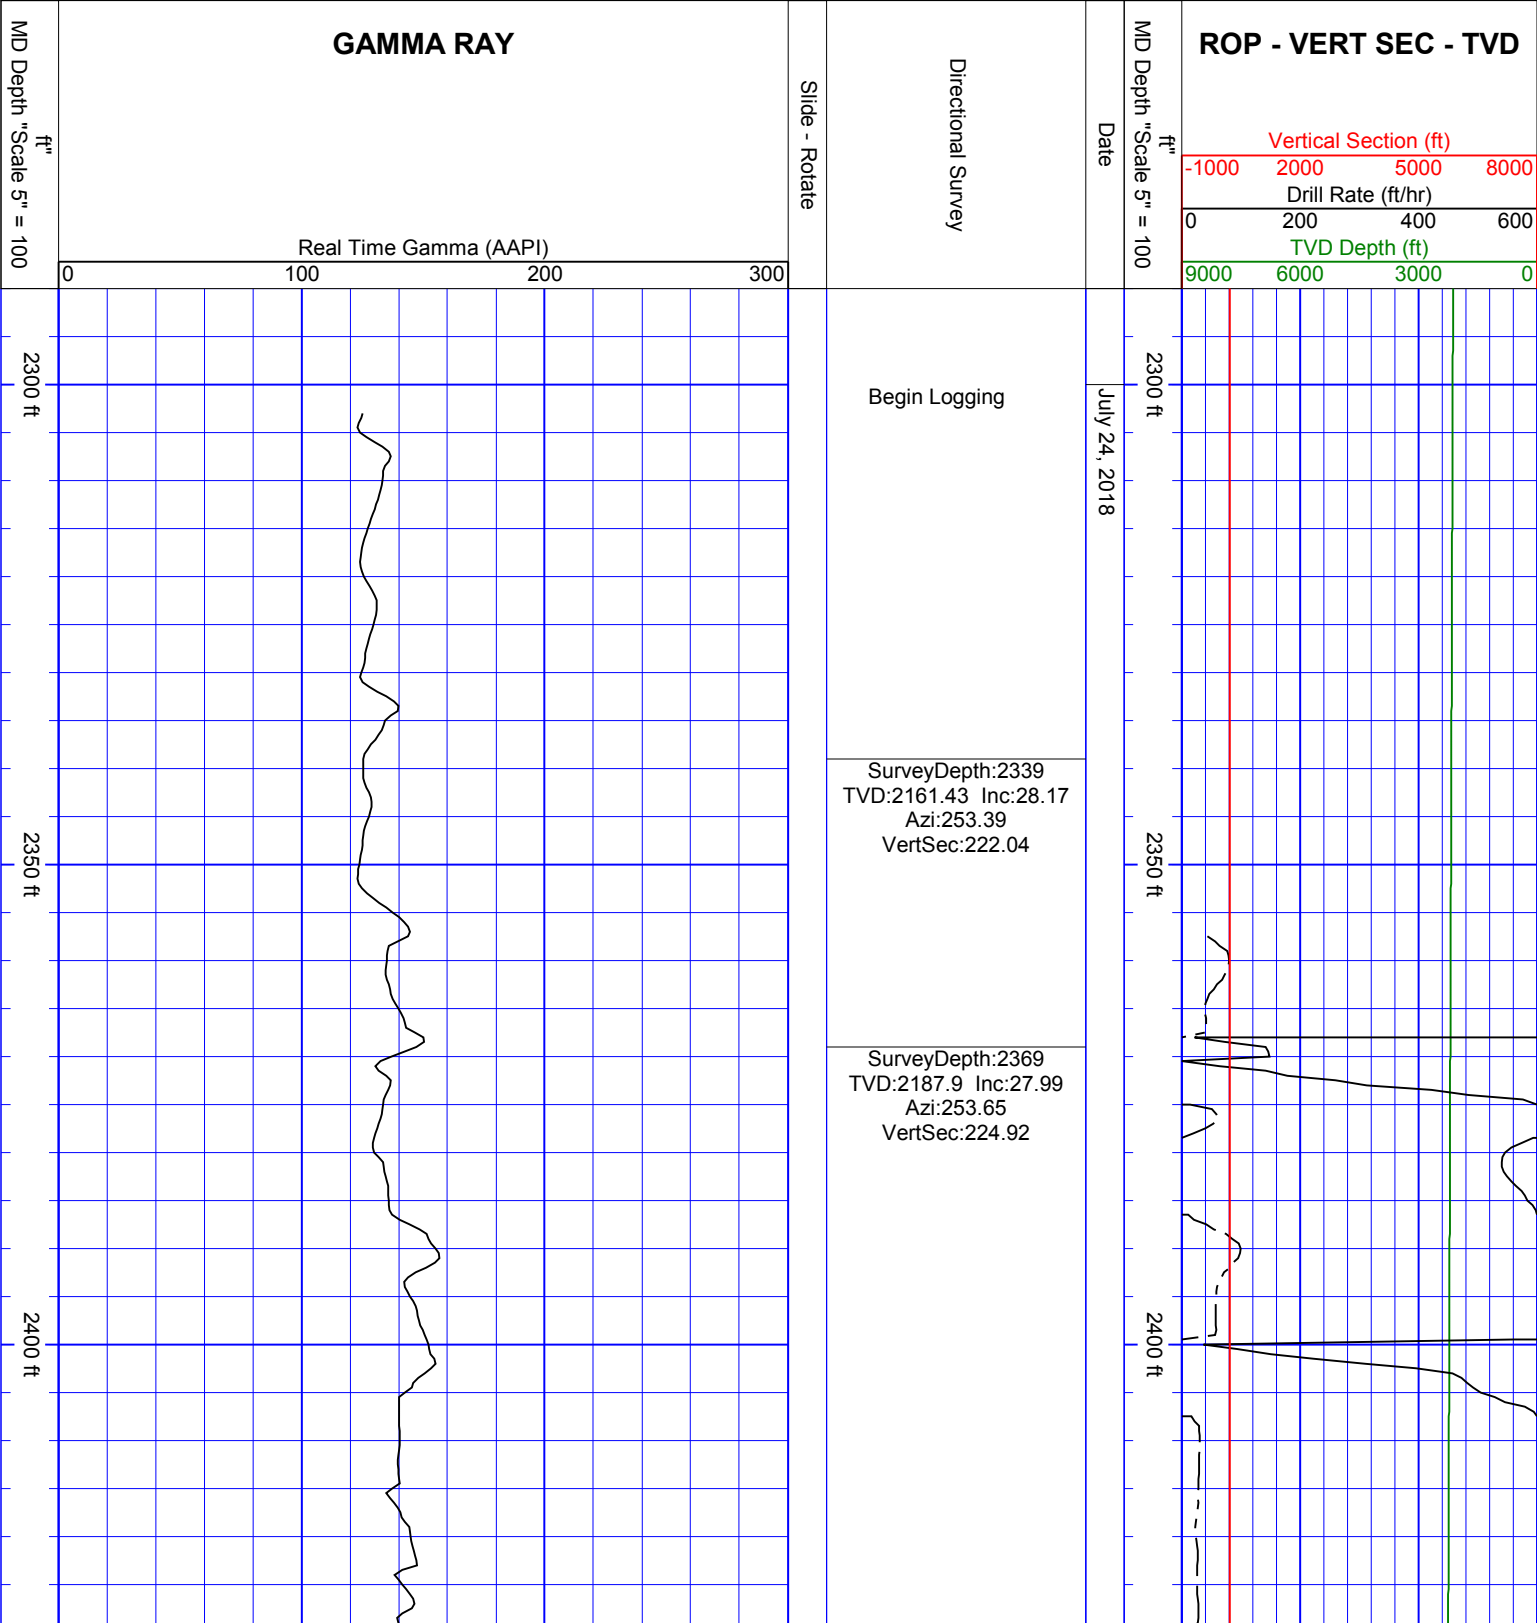 MD Depth "Scale 5" = 100
ft"
GAMMA RAY
Real Time Gamma (AAPI)
0 100 200 300
Slide - Rotate
Directional Survey
Date
MD Depth "Scale 5" = 100
ft"
ROP - VERT SEC - TVD
Vertical Section (ft)
-1000 2000 5000 8000
Drill Rate (ft/hr)
0 200 400 600
TVD Depth (ft)
9000 6000 3000 0
2300 ft
2350 ft
2400 ft
Begin Logging
SurveyDepth:2339
TVD:2161.43 Inc:28.17
Azi:253.39
VertSec:222.04
SurveyDepth:2369
TVD:2187.9 Inc:27.99
Azi:253.65
VertSec:224.92
July 24, 2018
2300 ft
2350 ft
2400 ft